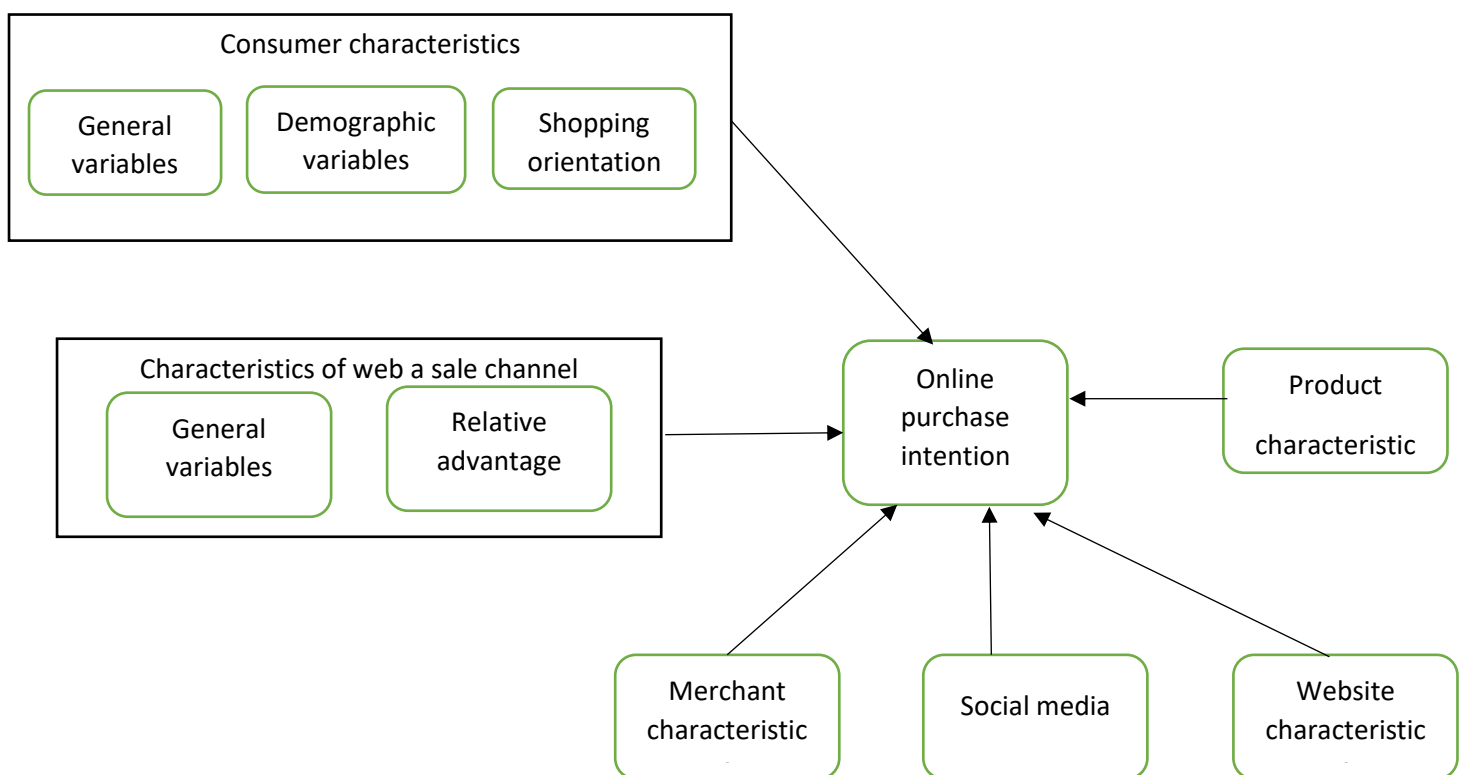 Consumer characteristics
General
variables
Demographic
variables
Shopping
orientation
Characteristics of web a sale channel
General
variables
Relative
advantage
Online
purchase
intention
Product
characteristic
Merchant
characteristic
Social media
Website
characteristic